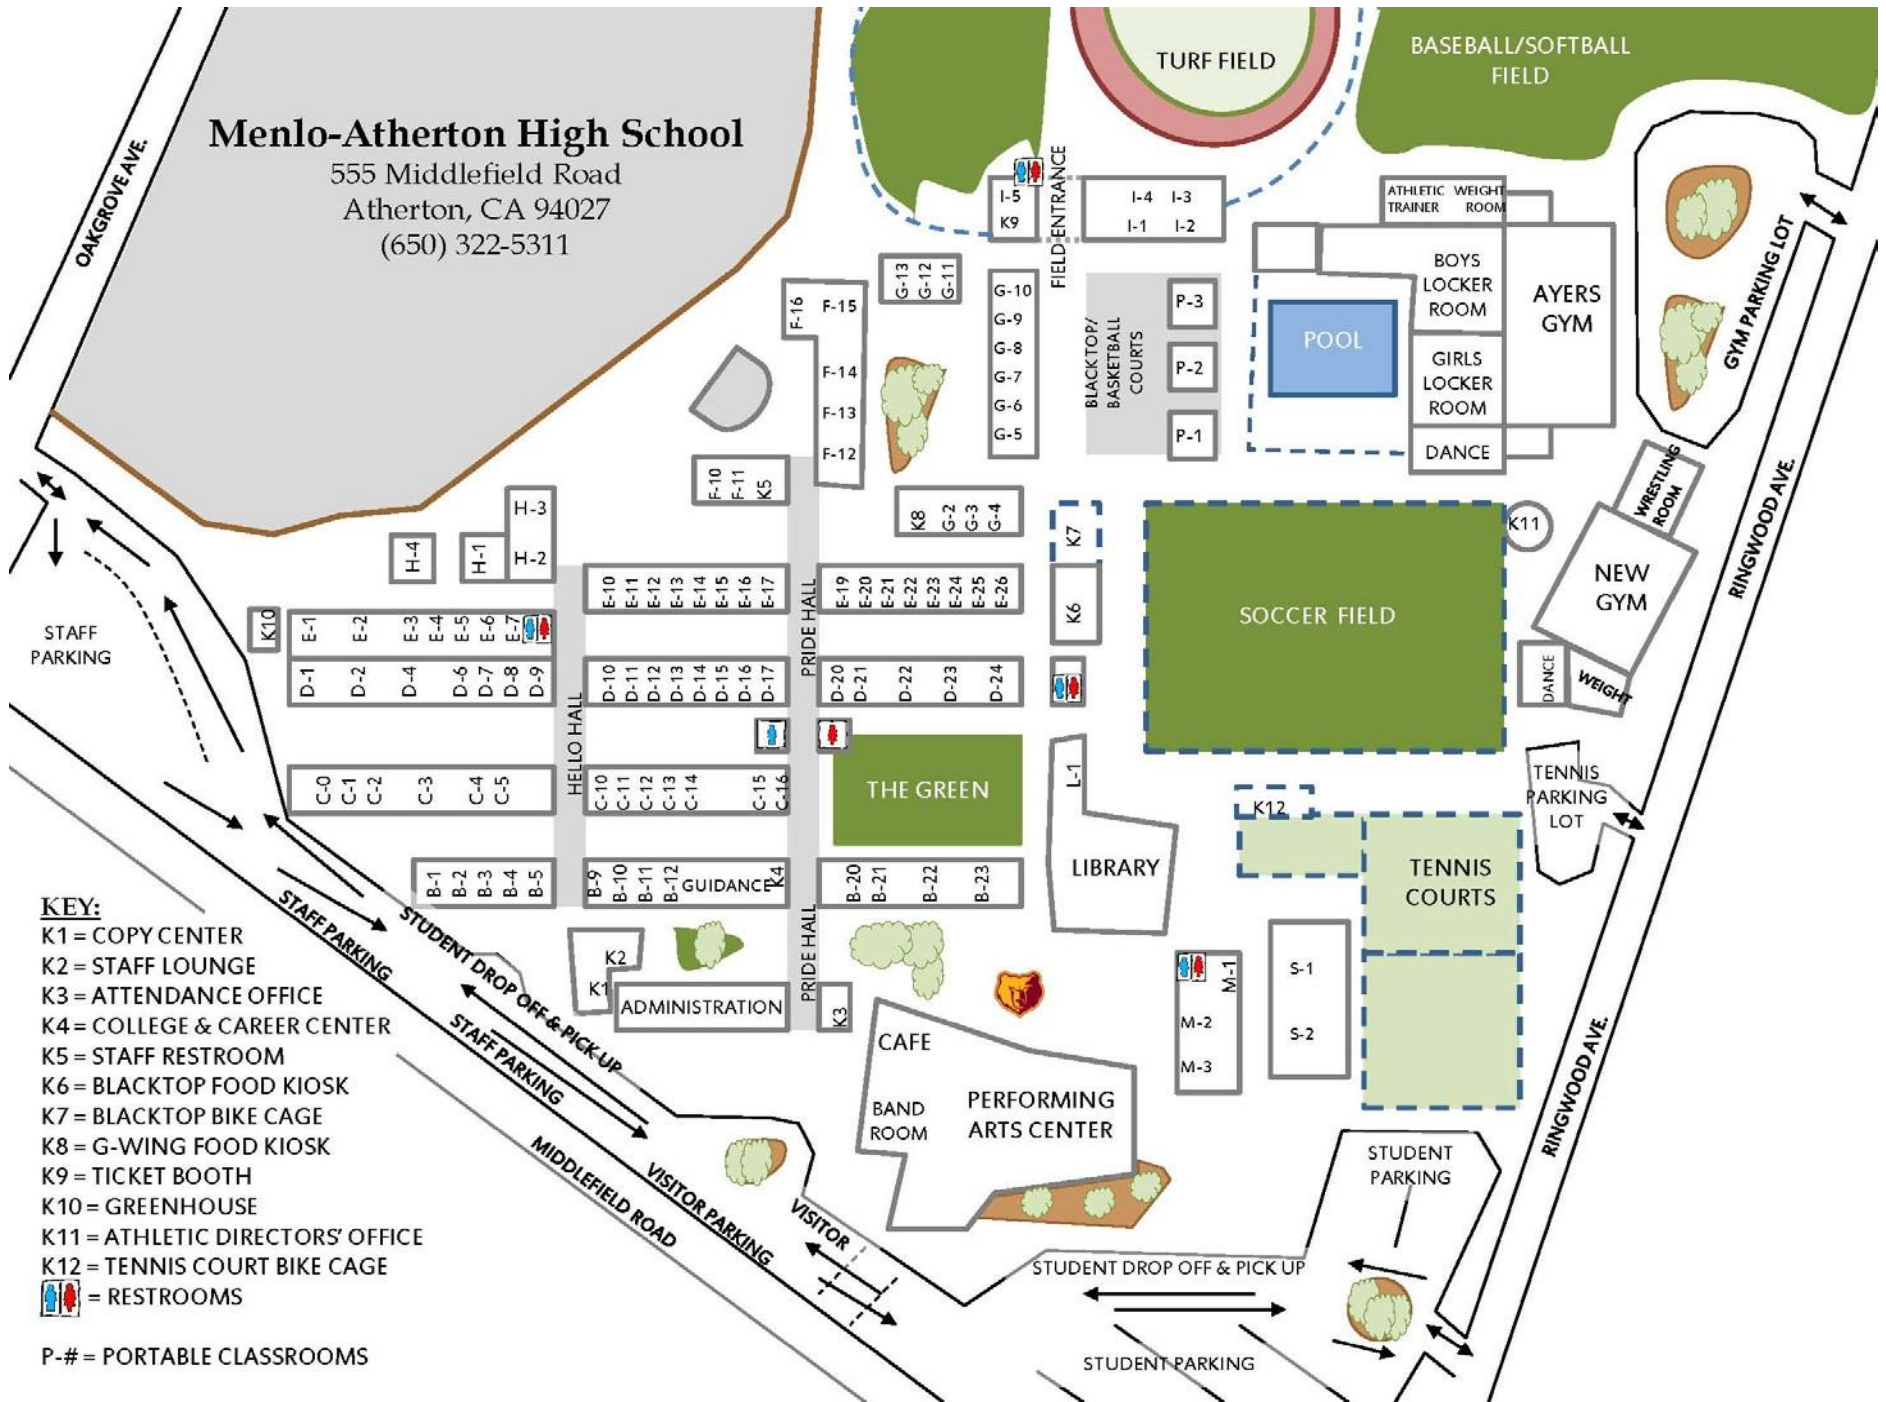 Menlo-Atherton High School
555 Middlefield Road
Atherton, CA 94027
(650) 322-5311
OAKGROVE AVE.
TURF FIELD
BASEBALL/SOFTBALL
FIELD
I-5
K9
FIELD ENTRANCE
I-4 I-3
I-1 I-2
ATHLETIC
TRAINER
WEIGHT
ROOM
BOYS
LOCKER
ROOM
AYERS
GYM
GIRLS
LOCKER
ROOM
DANCE
POOL
GYM PARKING LOT
G-13
G-12
G-11
F-16
F-15
F-14
F-13
F-12
G-10
G-9
G-8
G-7
G-6
G-5
BLACKTOP/
BASKETBALL
COURTS
P-3
P-2
P-1
F-10
F-11
K5
K8
G-2
G-3
G-4
K7
K6
K11
WRESTLING
ROOM
NEW
GYM
DANCE
WEIGHT
RINGWOOD AVE.
SOCCER FIELD
H-3
H-2
H-1
H-4
STAFF
PARKING
K10
E-1
E-2
E-3
E-4
E-5
E-6
E-7
D-1
D-2
D-4
D-6
D-7
D-8
D-9
HELLO HALL
E-10
E-11
E-12
E-13
E-14
E-15
E-16
E-17
PRIDE HALL
E-19
E-20
E-21
E-22
E-23
E-24
E-25
E-26
D-10
D-11
D-12
D-13
D-14
D-15
D-16
D-17
D-20
D-21
D-22
D-23
D-24
C-0
C-1
C-2
C-3
C-4
C-5
C-10
C-11
C-12
C-13
C-14
C-15
C-16
THE GREEN
L-1
LIBRARY
K12
TENNIS
COURTS
TENNIS
PARKING
LOT
B-1
B-2
B-3
B-4
B-5
B-9
B-10
B-11
B-12
GUIDANCE
K4
B-20
B-21
B-22
B-23
PRIDE HALL
K2
K1
ADMINISTRATION
K3
CAFE
BAND
ROOM
PERFORMING
ARTS CENTER
M-1
M-2
M-3
S-1
S-2
RINGWOOD AVE.
STAFF PARKING
STUDENT DROP OFF & PICK UP
STAFF PARKING
MIDDLEFIELD ROAD
VISITOR PARKING
VISITOR
STUDENT DROP OFF & PICK UP
STUDENT PARKING
STUDENT
PARKING
KEY:
K1 = COPY CENTER
K2 = STAFF LOUNGE
K3 = ATTENDANCE OFFICE
K4 = COLLEGE & CAREER CENTER
K5 = STAFF RESTROOM
K6 = BLACKTOP FOOD KIOSK
K7 = BLACKTOP BIKE CAGE
K8 = G-WING FOOD KIOSK
K9 = TICKET BOOTH
K10 = GREENHOUSE
K11 = ATHLETIC DIRECTORS' OFFICE
K12 = TENNIS COURT BIKE CAGE
= RESTROOMS
P-# = PORTABLE CLASSROOMS